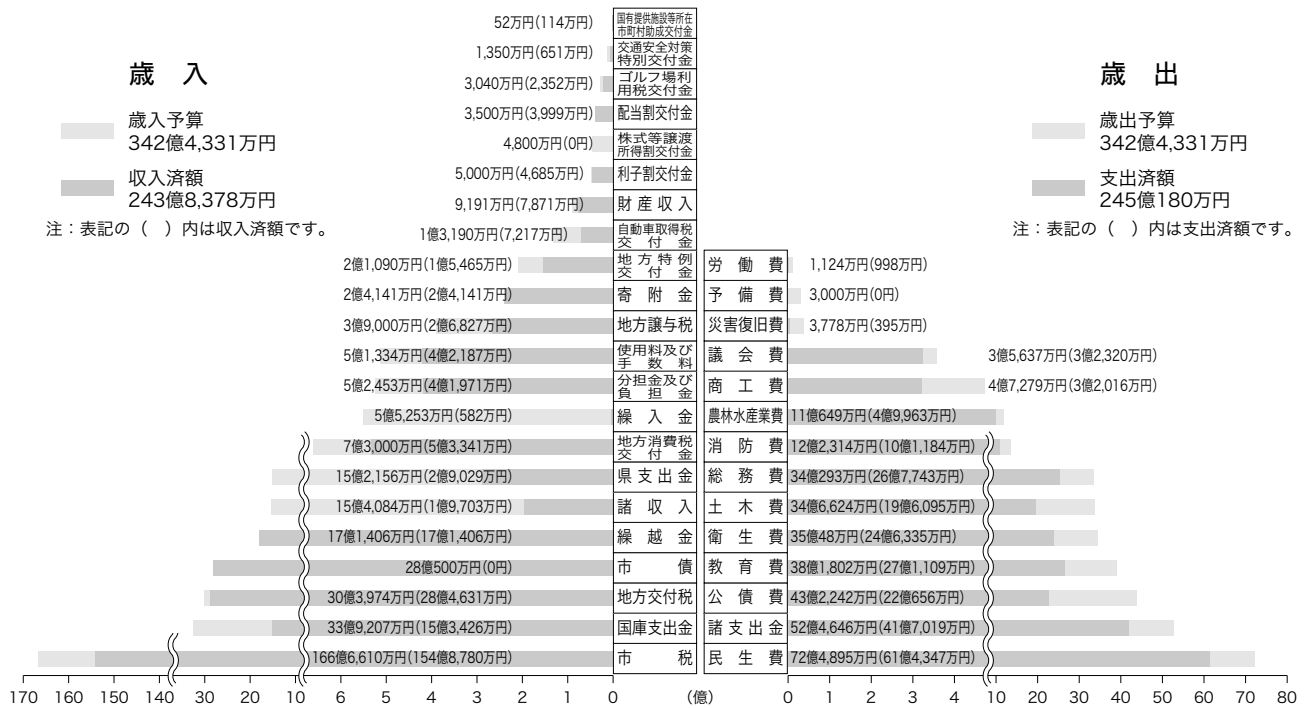 歳　入
歳入予算
342億4,331万円
収入済額
243億8,378万円
注：表記の（　）内は収入済額です。
52万円(114万円)　国有提供施設等所在市町村助成交付金
1,350万円(651万円)　交通安全対策特別交付金
3,040万円(2,352万円)　ゴルフ場利用税交付金
3,500万円(3,999万円)　配当割交付金
4,800万円(0円)　株式等譲渡所得割交付金
5,000万円(4,685万円)　利子割交付金
9,191万円(7,871万円)　財産収入
1億3,190万円(7,217万円)　自動車取得税交付金
2億1,090万円(1億5,465万円)　地方特例交付金
2億4,141万円(2億4,141万円)　寄附金
3億9,000万円(2億6,827万円)　地方譲与税
5億1,334万円(4億2,187万円)　使用料及び手数料
5億2,453万円(4億1,971万円)　分担金及び負担金
5億5,253万円(582万円)　繰入金
7億3,000万円(5億3,341万円)　地方消費税交付金
15億2,156万円(2億9,029万円)　県支出金
15億4,084万円(1億9,703万円)　諸収入
17億1,406万円(17億1,406万円)　繰越金
28億500万円(0円)　市債
30億3,974万円(28億4,631万円)　地方交付税
33億9,207万円(15億3,426万円)　国庫支出金
166億6,610万円(154億8,780万円)　市税
170 160 140 30 20 10 6 5 4 3 2 1 0
(億)
歳　出
歳出予算
342億4,331万円
支出済額
245億180万円
注：表記の（　）内は支出済額です。
労働費　1,124万円(998万円)
予備費　3,000万円(0円)
災害復旧費　3,778万円(395万円)
議会費　3億5,637万円(3億2,320万円)
商工費　4億7,279万円(3億2,016万円)
農林水産業費　11億649万円(4億9,963万円)
消防費　12億2,314万円(10億1,184万円)
総務費　34億293万円(26億7,743万円)
土木費　34億6,624万円(19億6,095万円)
衛生費　35億48万円(24億6,335万円)
教育費　38億1,802万円(27億1,109万円)
公債費　43億2,242万円(22億656万円)
諸支出金　52億4,646万円(41億7,019万円)
民生費　72億4,895万円(61億4,347万円)
0 1 2 3 4 10 20 30 40 50 60 70 80